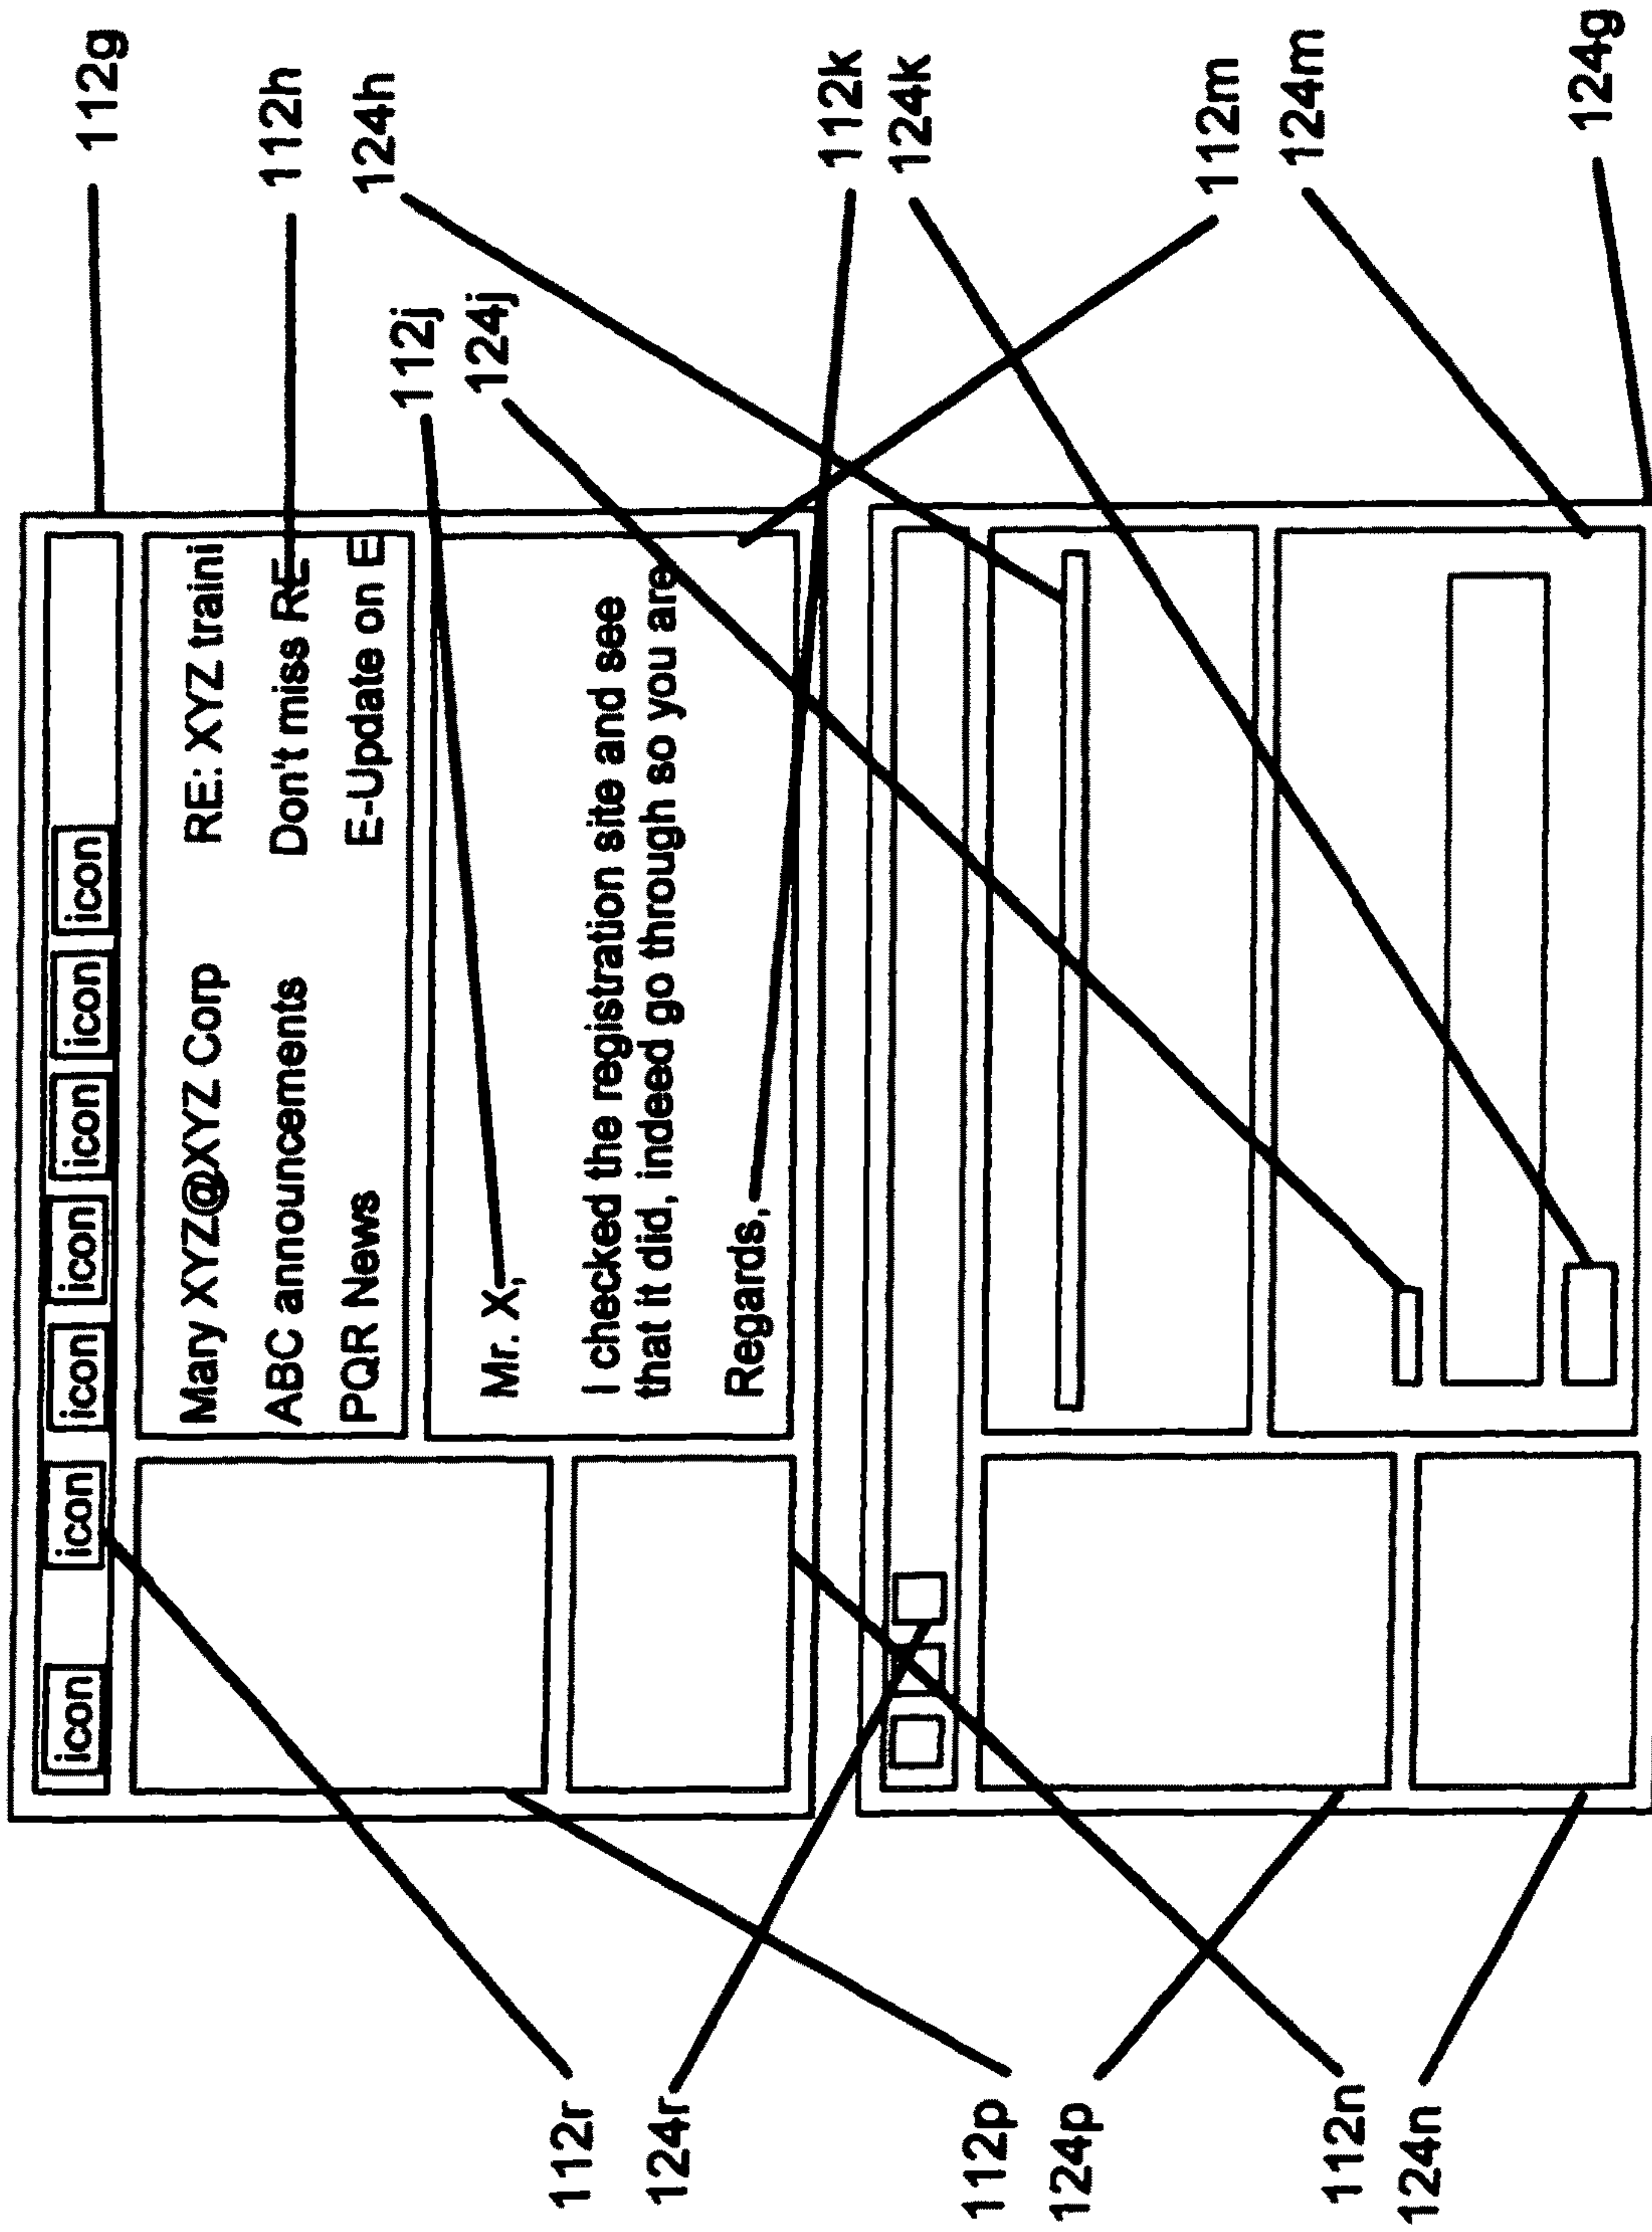 112g
112h
124h
112j
124j
112k
124k
112m
124m
124g
icon icon icon icon icon icon icon
Mary XYZ@XYZ Corp RE: XYZ traini
ABC announcements Don't miss RE
PQR News E-Update on E
Mr. X,
I checked the registration site and see
that it did, indeed go through so you are
Regards,
112r
124r
112p
124p
112n
124n